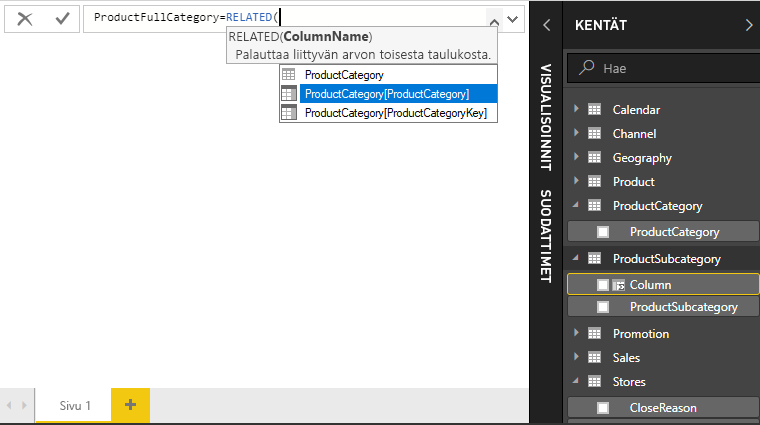 ProductFullCategory=RELATED(
RELATED(ColumnName)
Palauttaa liittyvän arvon toisesta taulukosta.
ProductCategory
ProductCategory[ProductCategory]
ProductCategory[ProductCategoryKey]
Sivu 1
VISUALISOINNIT
SUODATTIMET
KENTÄT
Hae
Calendar
Channel
Geography
Product
ProductCategory
ProductCategory
ProductSubcategory
Column
ProductSubcategory
Promotion
Sales
Stores
CloseReason